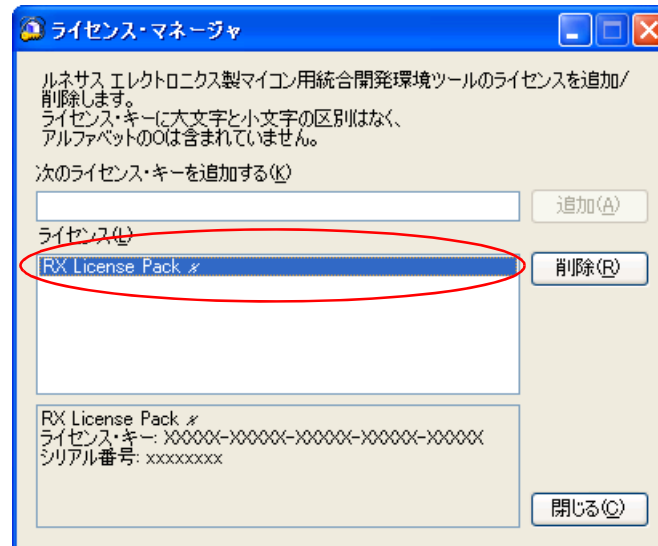 ライセンス・マネージャ
ルネサス エレクトロニクス製マイコン用統合開発環境ツールのライセンスを追加/
削除します。
ライセンス・キーに大文字と小文字の区別はなく、
アルファベットのOは含まれていません。
次のライセンス・キーを追加する(K)
追加(A)
ライセンス(L)
RX License Pack
削除(R)
RX License Pack
ライセンス・キー: XXXXX-XXXXX-XXXXX-XXXXX-XXXXX
シリアル番号: xxxxxxxx
閉じる(C)